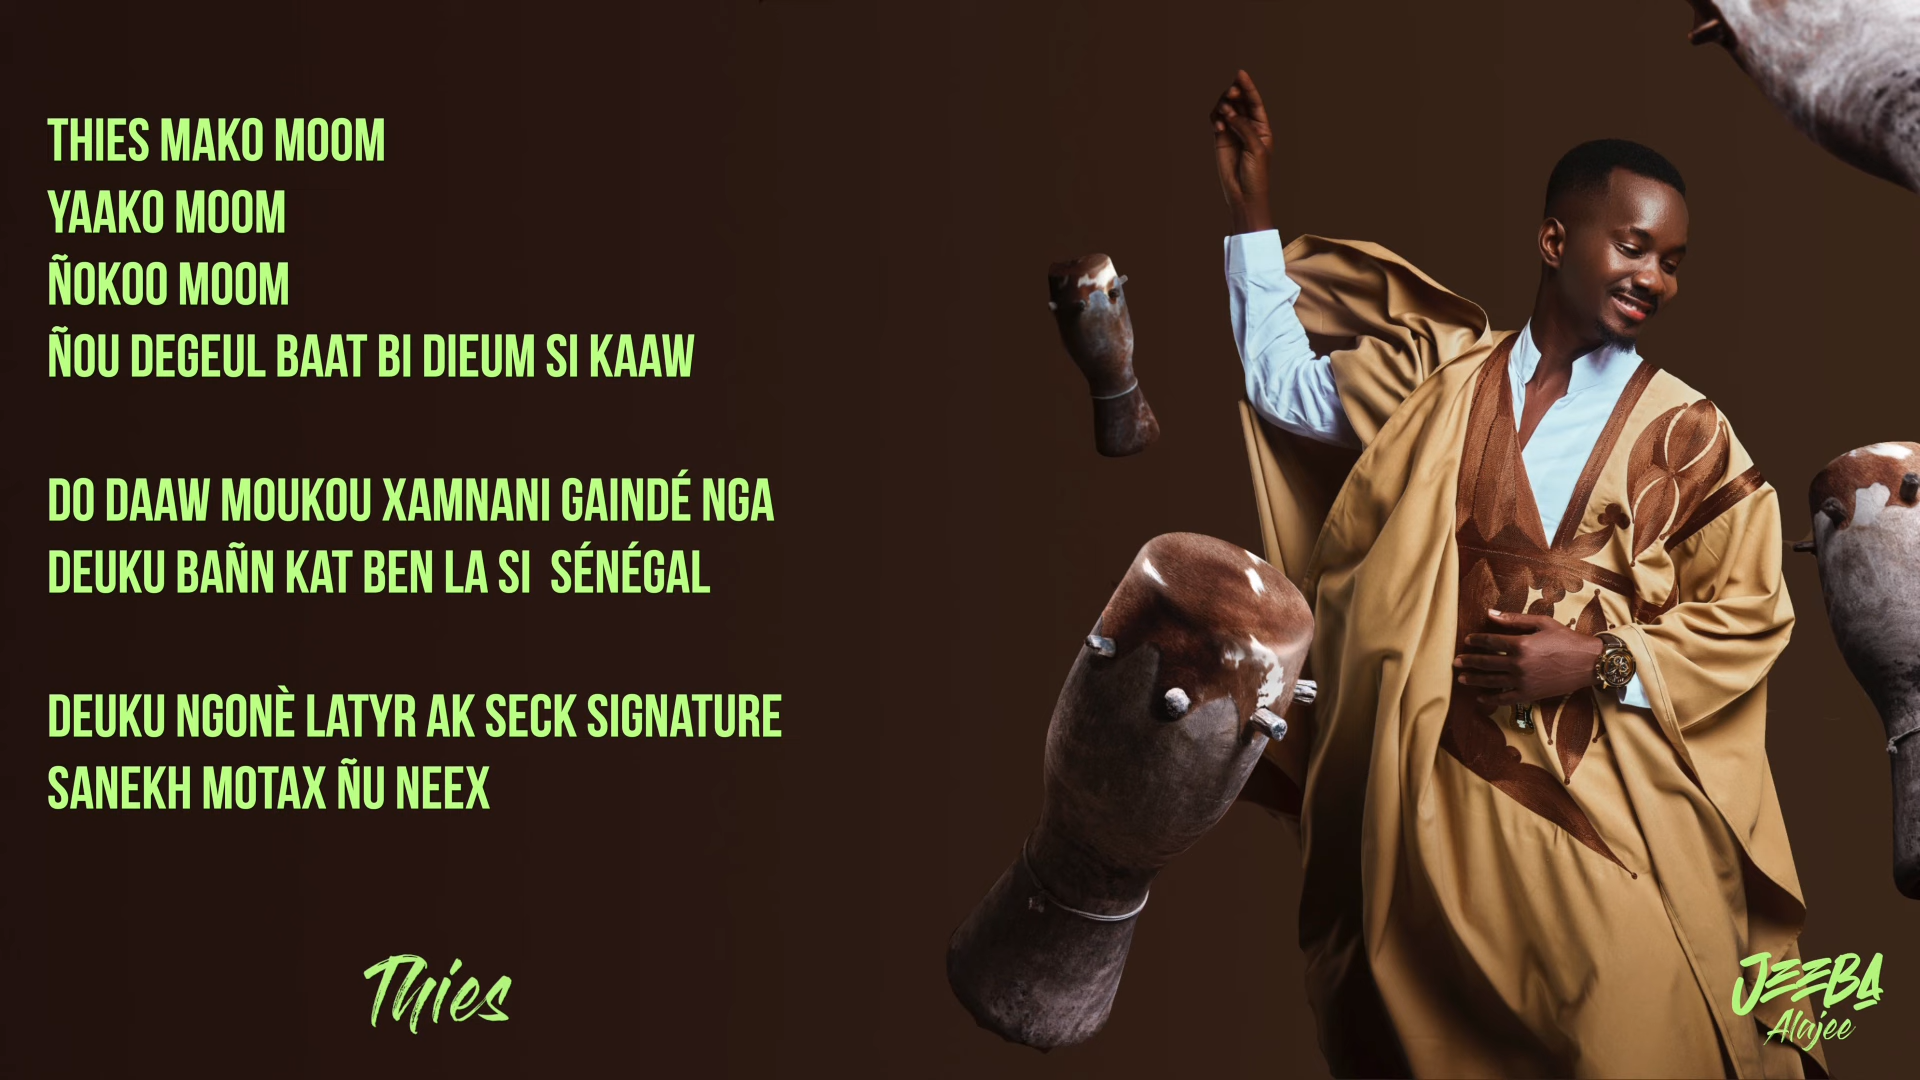 THIES MAKO MOOM
YAAKO MOOM
ÑOKOO MOOM
ÑOU DEGEUL BAAT BI DIEUM SI KAAW
DO DAAW MOUKOU XAMNANI GAINDÉ NGA
DEUKU BAÑN KAT BEN LA SI SÉNÉGAL
DEUKU NGONÈ LATYR AK SECK SIGNATURE
SANEKH MOTAX ÑU NEEX
Thies
JEEBA
Alajee